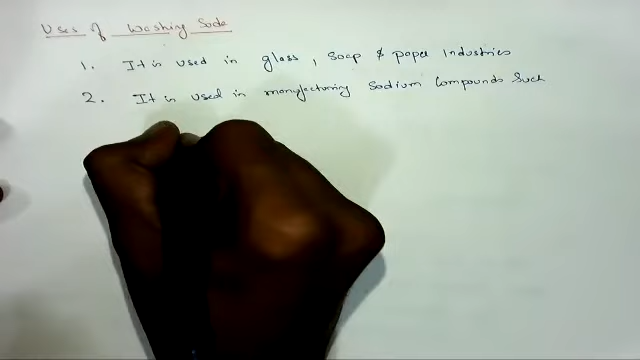 Uses of Washing Soda
1. It is used in glass, soap & paper Industries
2. It is used in manufacturing Sodium Compounds Such